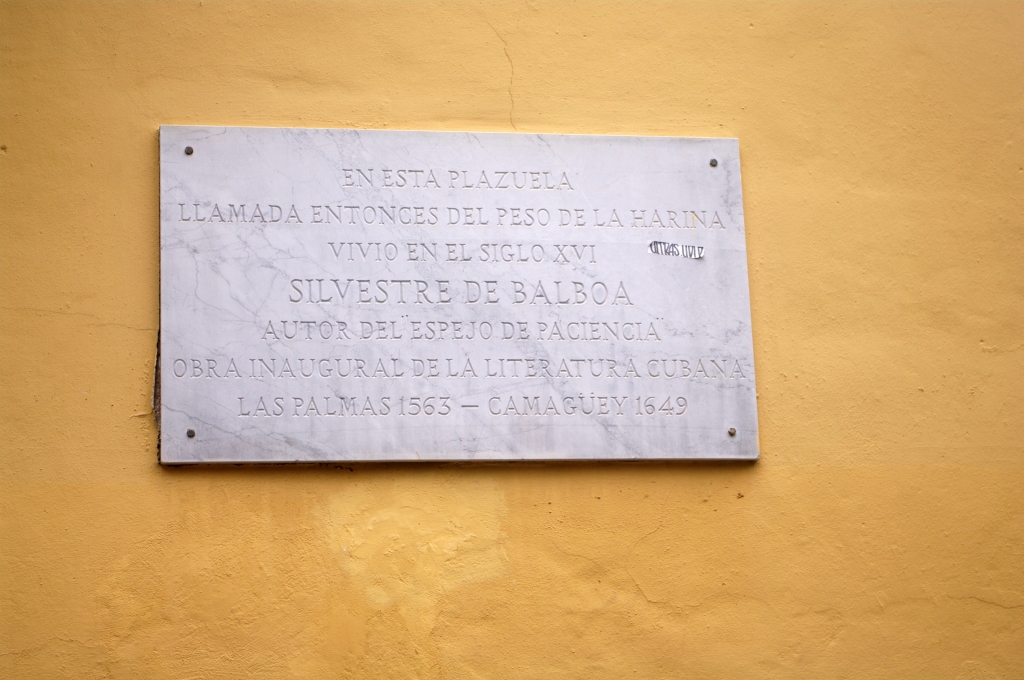 EN ESTA PLAZUELA
LLAMADA ENTONCES DEL PESO DE LA HARINA
VIVIO EN EL SIGLO XVI
SILVESTRE DE BALBOA
AUTOR DEL "ESPEJO DE PACIENCIA"
OBRA INAUGURAL DE LA LITERATURA CUBANA
LAS PALMAS 1563 — CAMAGÜEY 1649